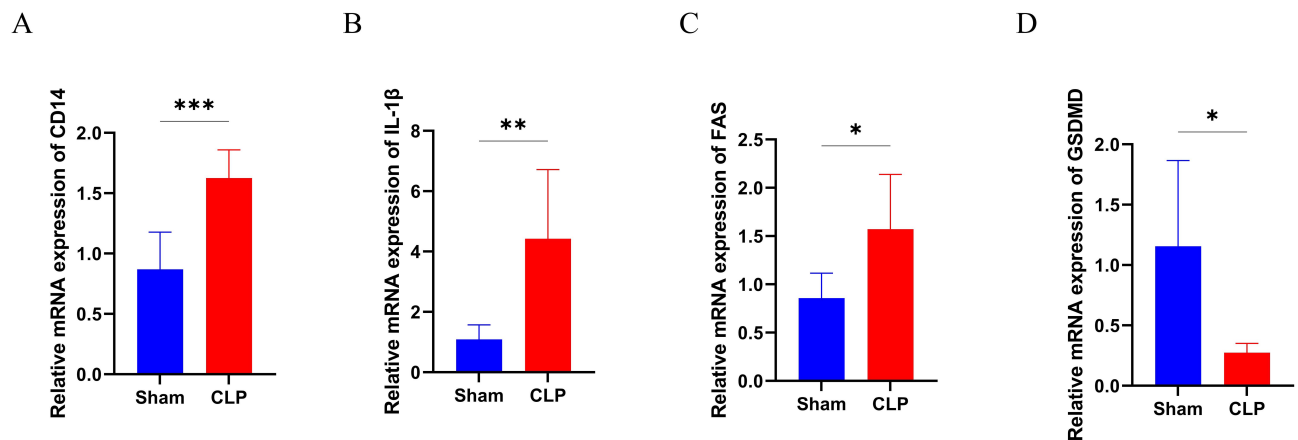 A
B
C
D
Relative mRNA expression of CD14
2.0
1.5
1.0
0.5
0.0
***
Sham
CLP
Relative mRNA expression of IL-1β
8
6
4
2
0
**
Sham
CLP
Relative mRNA expression of FAS
2.5
2.0
1.5
1.0
0.5
0.0
*
Sham
CLP
Relative mRNA expression of GSDMD
2.0
1.5
1.0
0.5
0.0
*
Sham
CLP